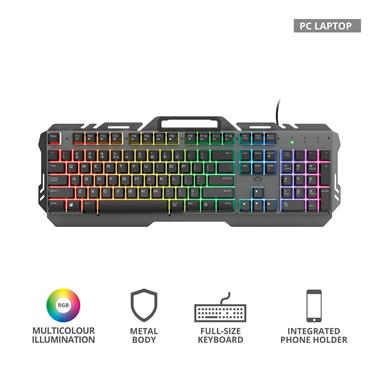 PC LAPTOP
RGB
MULTICOLOUR
ILLUMINATION
METAL
BODY
FULL-SIZE
KEYBOARD
INTEGRATED
PHONE HOLDER